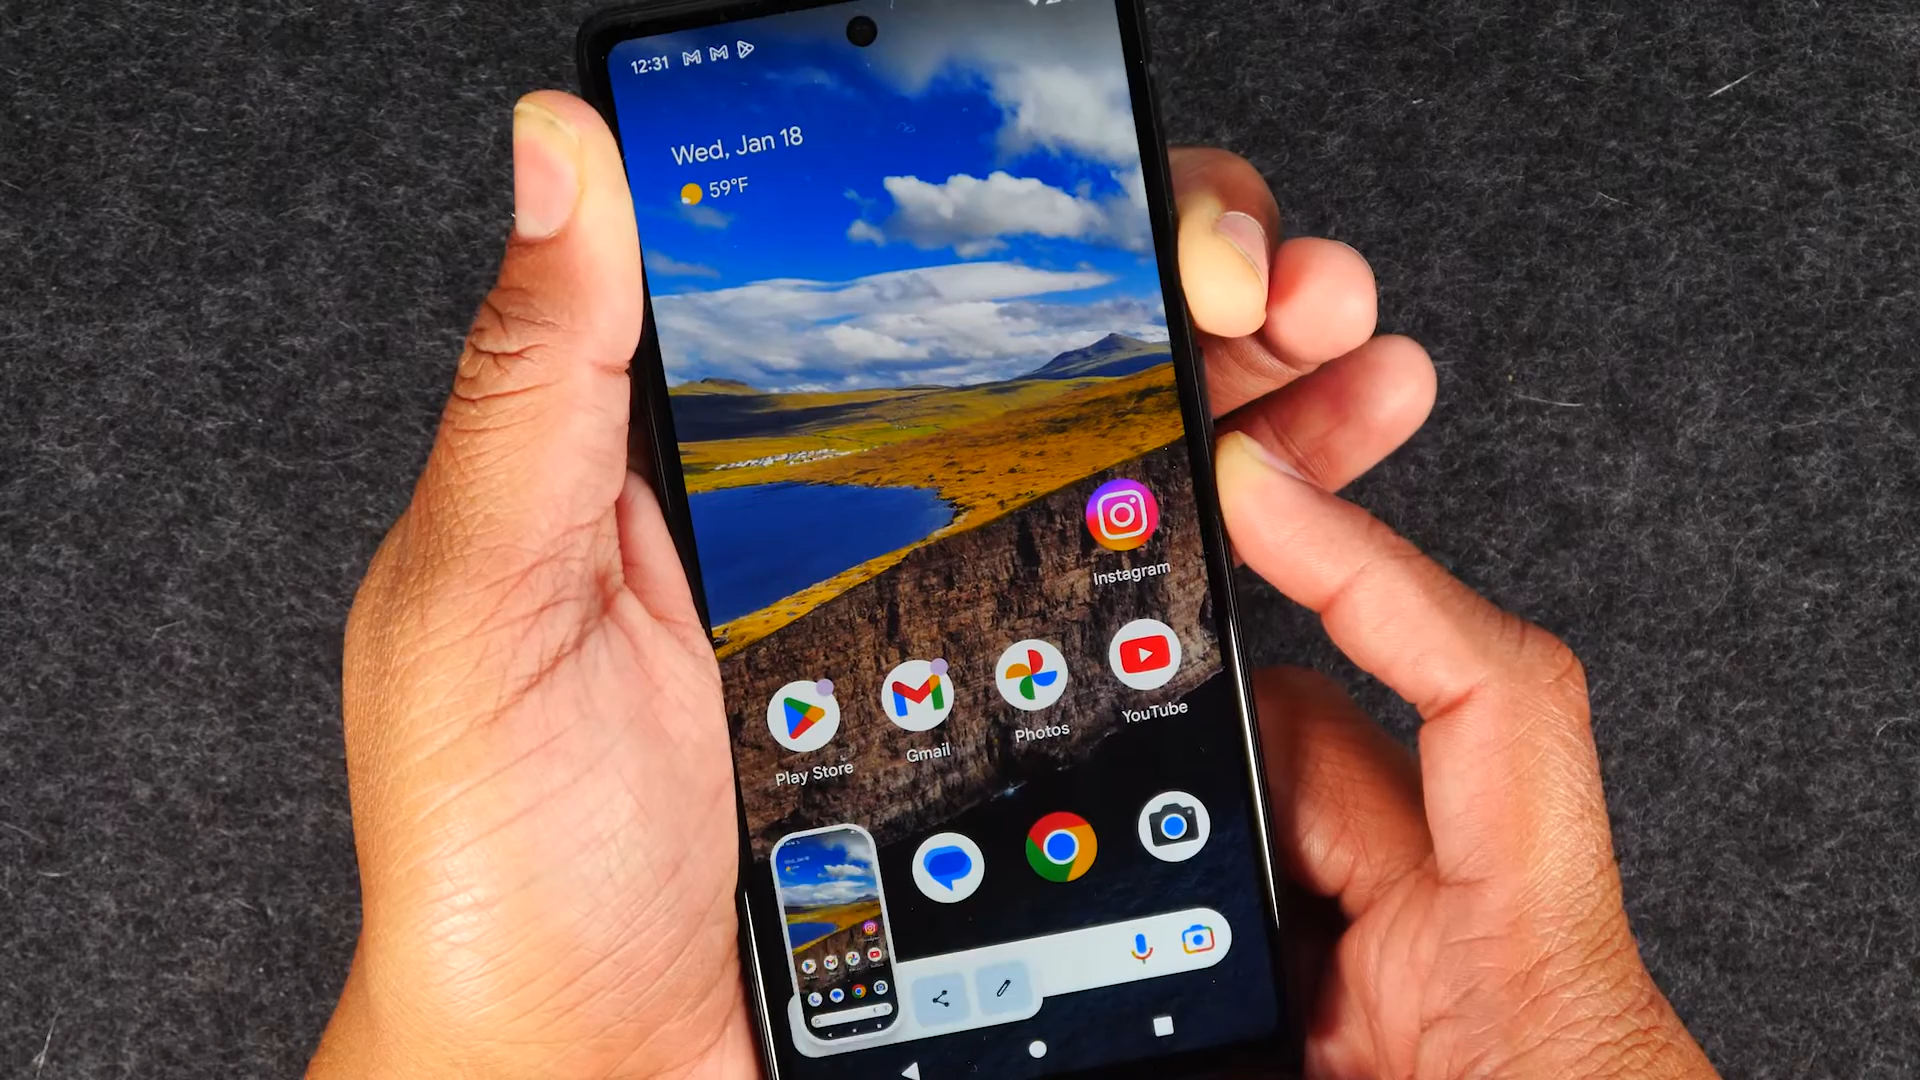 12:31
Wed, Jan 18
59°F
Instagram
Play Store
Gmail
Photos
YouTube